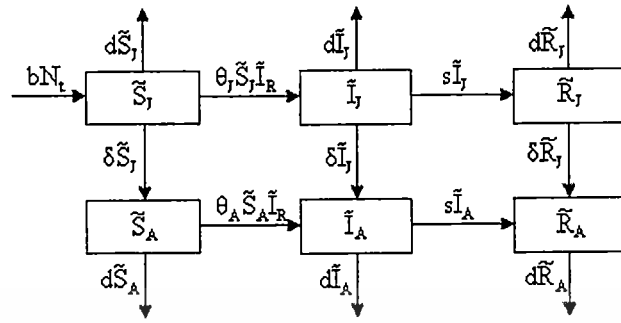 dS̃_J dĨ_J dR̃_J
bN_t S̃_J θ_J S̃_J Ĩ_R Ĩ_J sĨ_J R̃_J
δS̃_J δĨ_J δR̃_J
S̃_A θ_A S̃_A Ĩ_R Ĩ_A sĨ_A R̃_A
dS̃_A dĨ_A dR̃_A